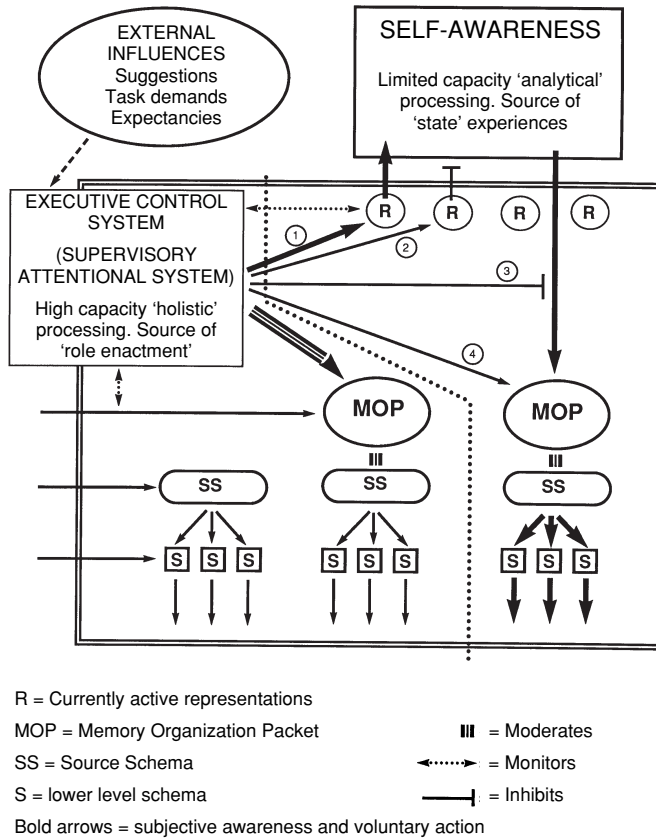 EXTERNAL
INFLUENCES
Suggestions
Task demands
Expectancies
SELF-AWARENESS
Limited capacity ‘analytical’
processing. Source of
‘state’ experiences
EXECUTIVE CONTROL
SYSTEM
(SUPERVISORY
ATTENTIONAL SYSTEM)
High capacity ‘holistic’
processing. Source of
‘role enactment’
R
R
R
R
1
2
3
4
MOP
MOP
SS
SS
SS
S
S
S
S
S
S
S
S
S
R = Currently active representations
MOP = Memory Organization Packet
= Moderates
SS = Source Schema
= Monitors
S = lower level schema
= Inhibits
Bold arrows = subjective awareness and voluntary action